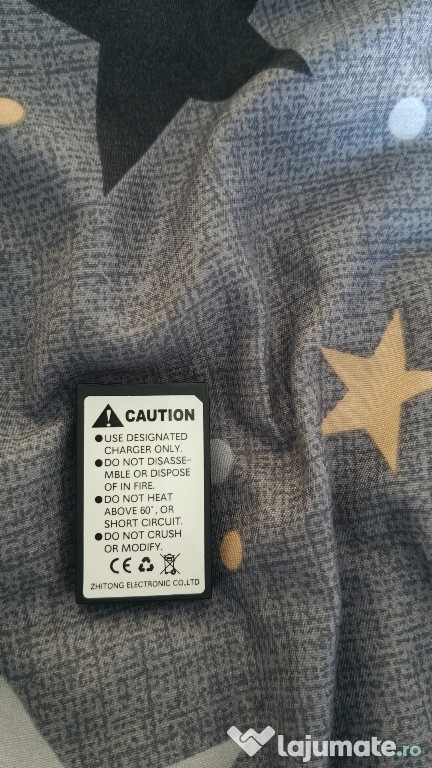 CAUTION
●USE DESIGNATED
CHARGER ONLY.
●DO NOT DISASSE-
MBLE OR DISPOSE
OF IN FIRE.
●DO NOT HEAT
ABOVE 60°, OR
SHORT CIRCUIT.
●DO NOT CRUSH
OR MODIFY.
CE
ZHITONG ELECTRONIC CO,LTD
lajumate.ro